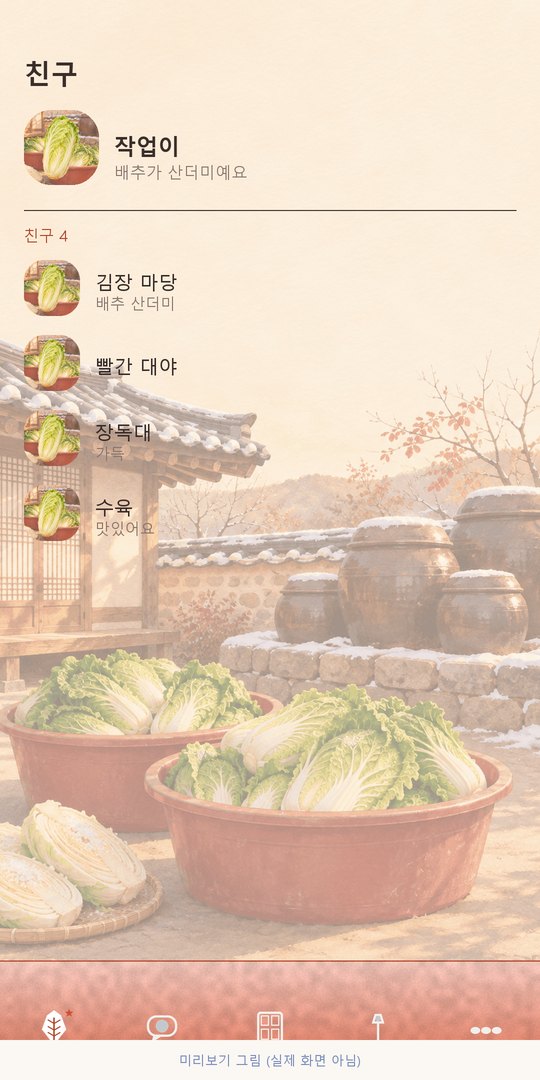 친구
작업이
배추가 산더미예요
친구 4
김장 마당
배추 산더미
빨간 대야
장독대
가득
수육
맛있어요
미리보기 그림 (실제 화면 아님)